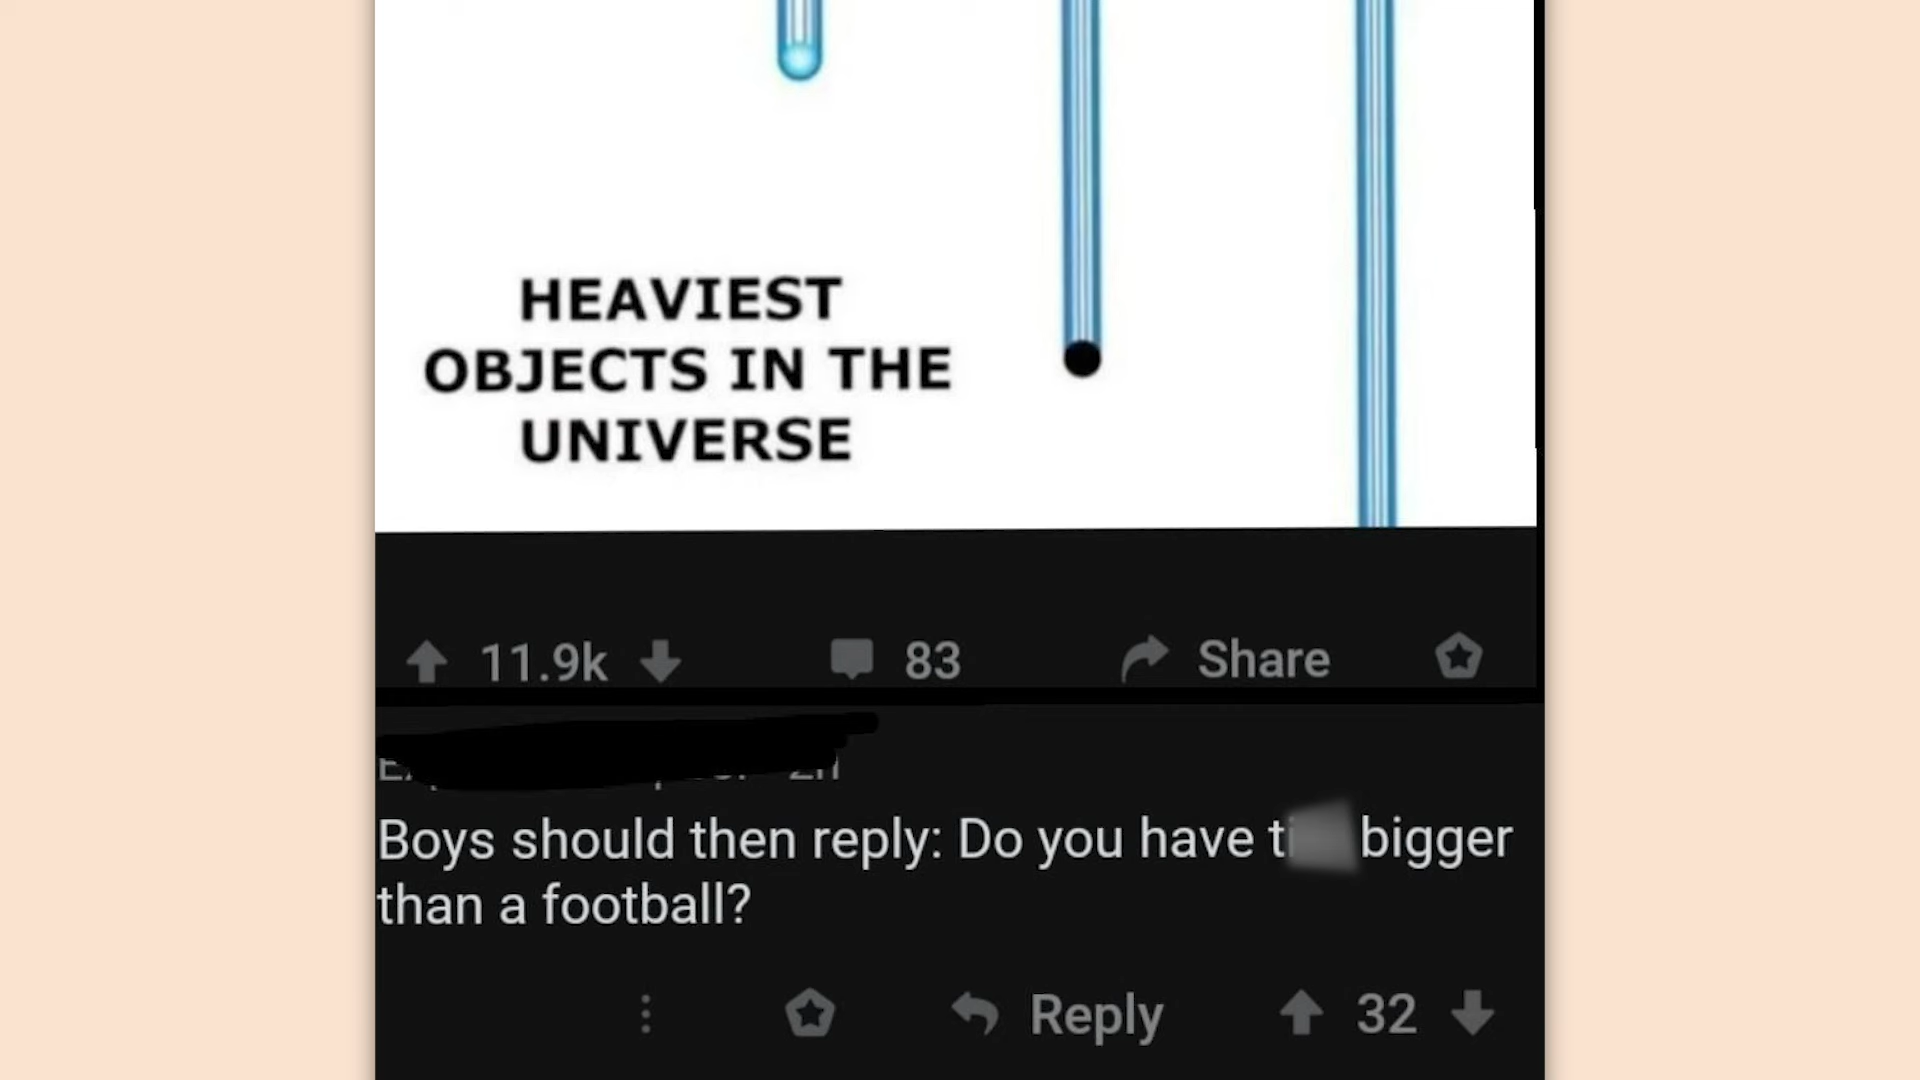 HEAVIEST
OBJECTS IN THE
UNIVERSE
11.9k 83 Share
Boys should then reply: Do you have bigger
than a football?
Reply 32